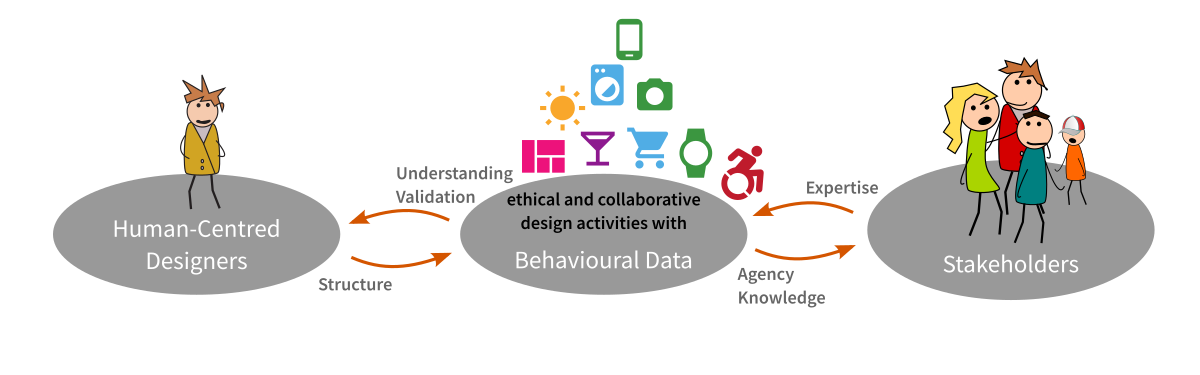 Understanding
Validation
ethical and collaborative
design activities with
Expertise
Human-Centred
Designers
Behavioural Data
Stakeholders
Structure
Agency
Knowledge